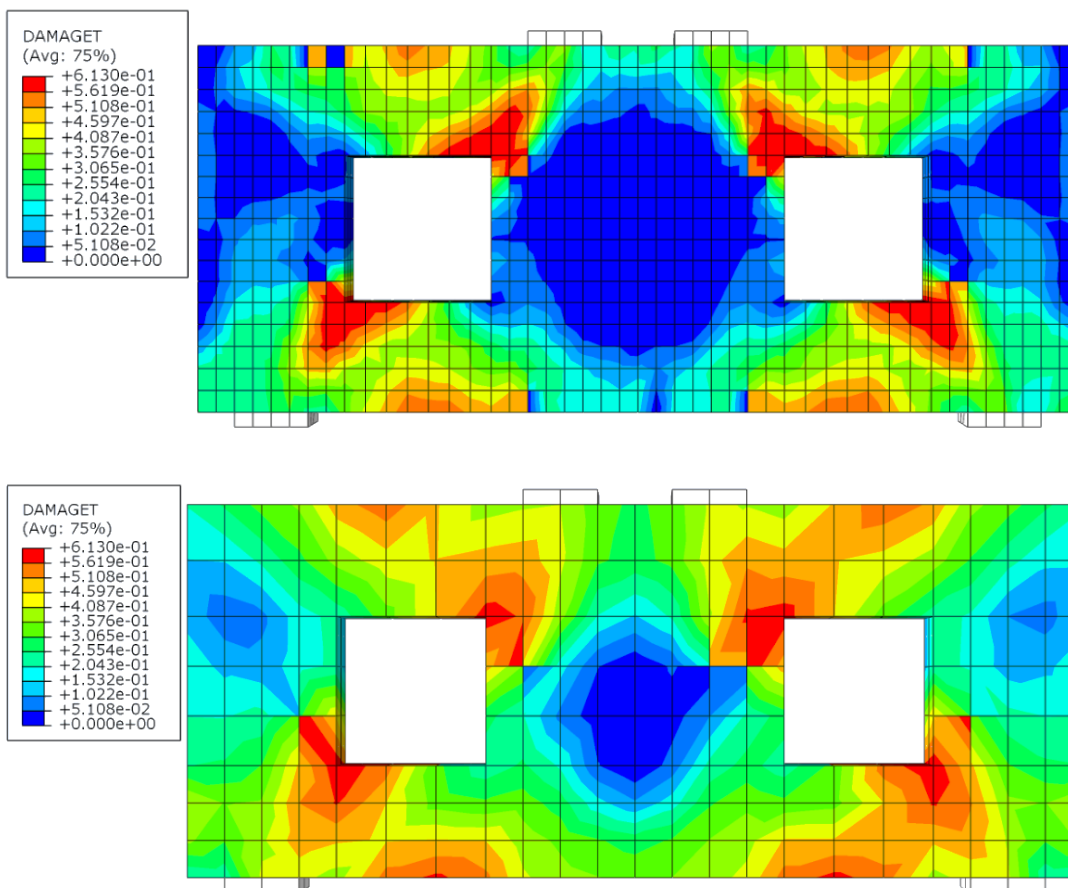 DAMAGET
(Avg: 75%)
+6.130e-01
+5.619e-01
+5.108e-01
+4.597e-01
+4.087e-01
+3.576e-01
+3.065e-01
+2.554e-01
+2.043e-01
+1.532e-01
+1.022e-01
+5.108e-02
+0.000e+00
DAMAGET
(Avg: 75%)
+6.130e-01
+5.619e-01
+5.108e-01
+4.597e-01
+4.087e-01
+3.576e-01
+3.065e-01
+2.554e-01
+2.043e-01
+1.532e-01
+1.022e-01
+5.108e-02
+0.000e+00